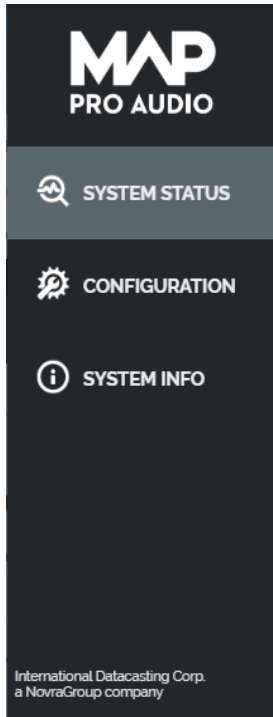 MAP
PRO AUDIO
SYSTEM STATUS
CONFIGURATION
SYSTEM INFO
International Datacasting Corp.
a NovraGroup company